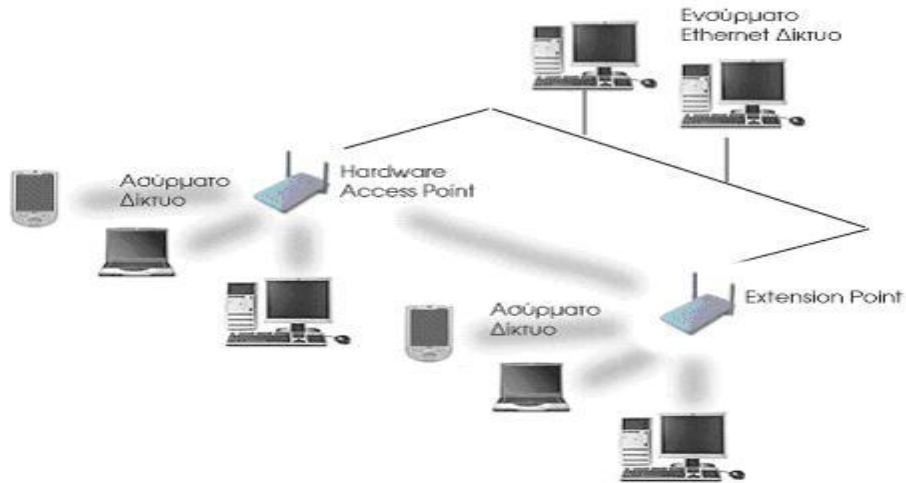 Ενσύρματο
Ethernet Δίκτυο
Hardware
Access Point
Ασύρματο
Δίκτυο
Extension Point
Ασύρματο
Δίκτυο